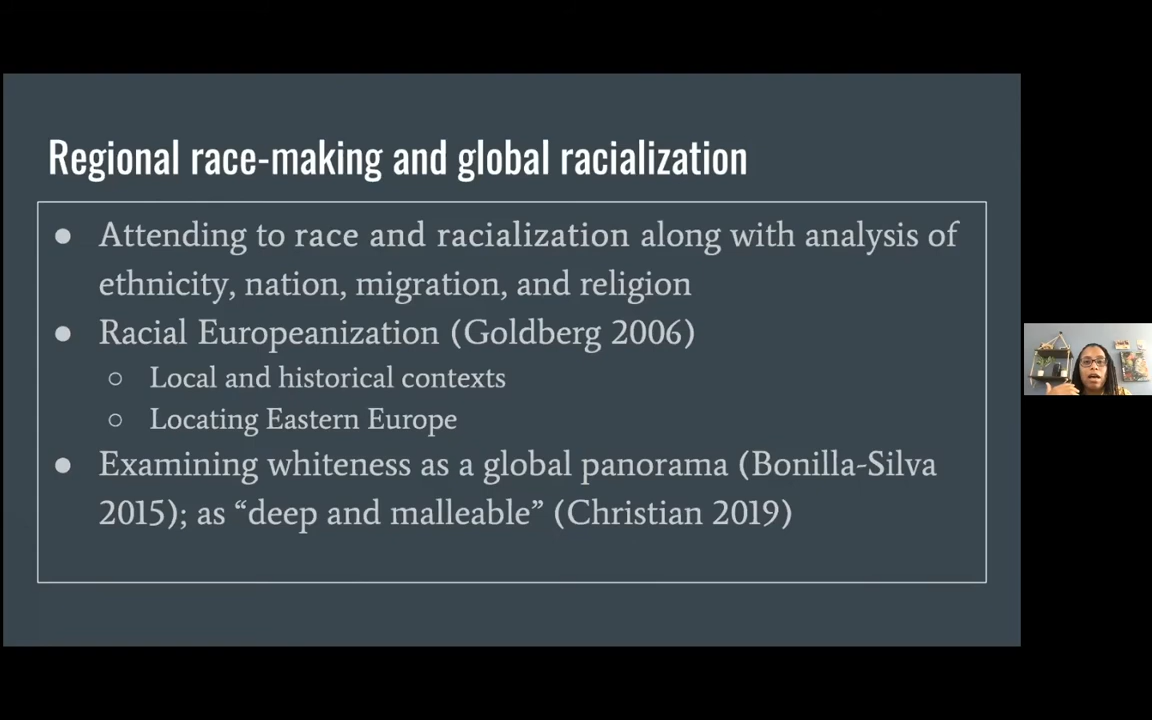 Regional race-making and global racialization
● Attending to race and racialization along with analysis of
ethnicity, nation, migration, and religion
● Racial Europeanization (Goldberg 2006)
○ Local and historical contexts
○ Locating Eastern Europe
● Examining whiteness as a global panorama (Bonilla-Silva
2015); as “deep and malleable” (Christian 2019)